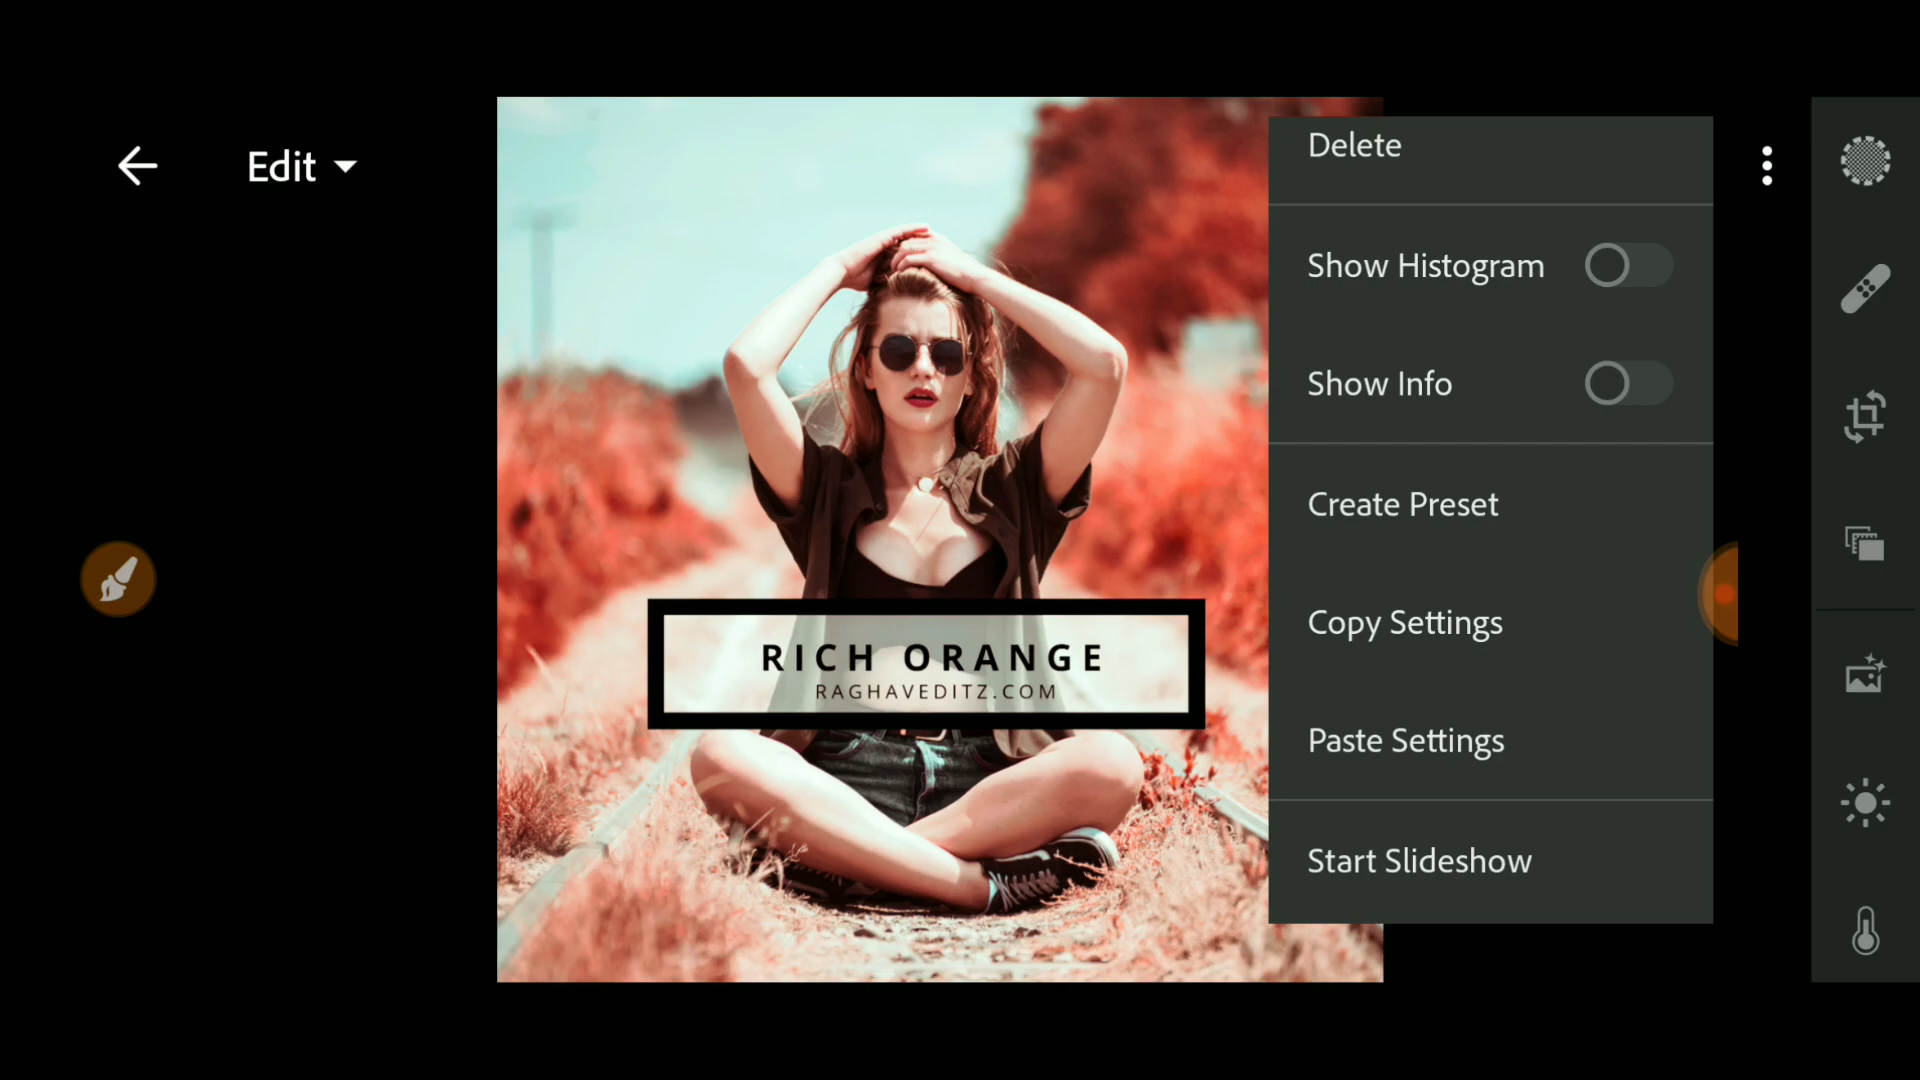 Edit
Delete
Show Histogram
Show Info
Create Preset
Copy Settings
Paste Settings
Start Slideshow
RICH ORANGE
RAGHAVEDITZ.COM